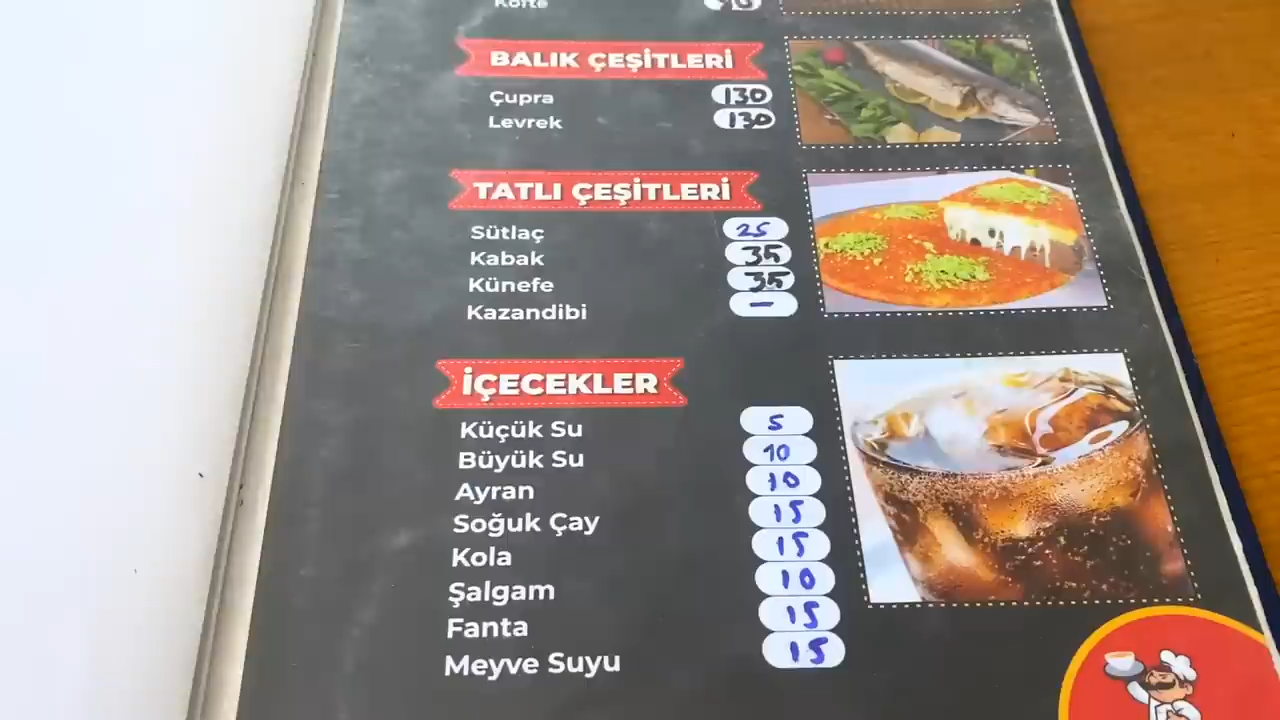 Köfte
BALIK ÇEŞİTLERİ
Çupra 130
Levrek 130
TATLI ÇEŞİTLERİ
Sütlaç 25
Kabak 35
Künefe 35
Kazandibi -
İÇECEKLER
Küçük Su 5
Büyük Su 10
Ayran 10
Soğuk Çay 15
Kola 15
Şalgam 10
Fanta 15
Meyve Suyu 15